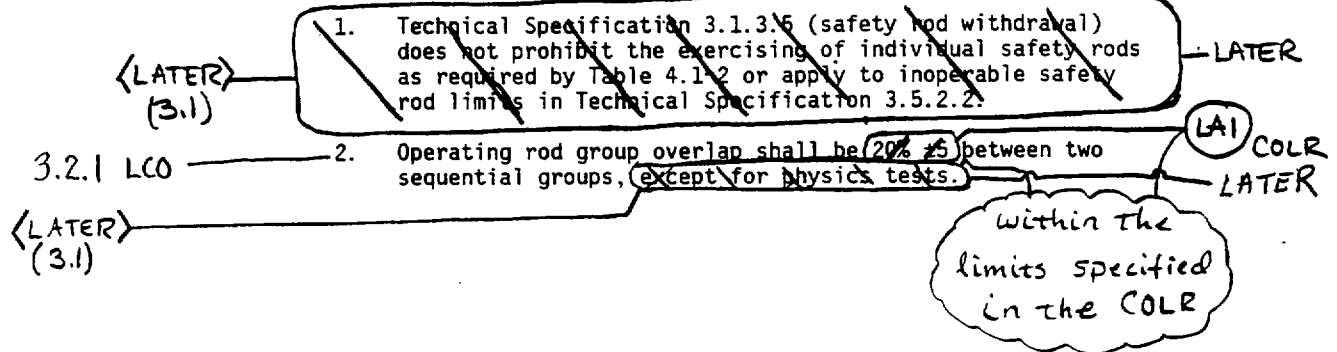 1. Technical Specification 3.1.3.5 (safety rod withdrawal)
does not prohibit the exercising of individual safety rods
as required by Table 4.1-2 or apply to inoperable safety
rod limits in Technical Specification 3.5.2.2.
LATER
<LATER>
(3.1)
3.2.1 LCO
2. Operating rod group overlap shall be 20% ±5 between two
sequential groups, except for physics tests.
LA1
COLR
LATER
<LATER>
(3.1)
within the
limits specified
in the COLR